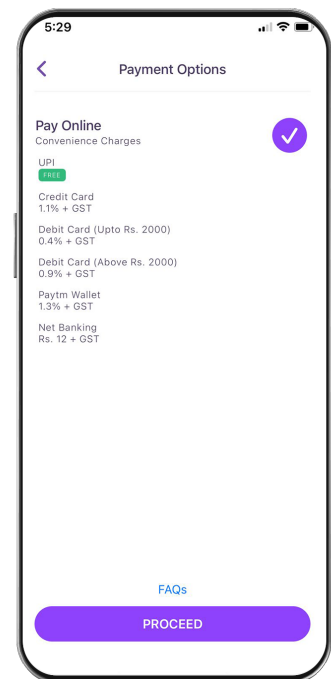 5:29
Payment Options
Pay Online
Convenience Charges
UPI
FREE
Credit Card
1.1% + GST
Debit Card (Upto Rs. 2000)
0.4% + GST
Debit Card (Above Rs. 2000)
0.9% + GST
Paytm Wallet
1.3% + GST
Net Banking
Rs. 12 + GST
FAQs
PROCEED